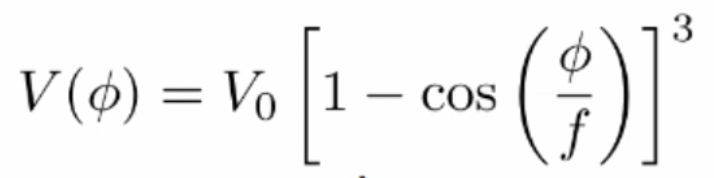 V(ϕ) = V₀ [1 − cos(ϕ/f)]³